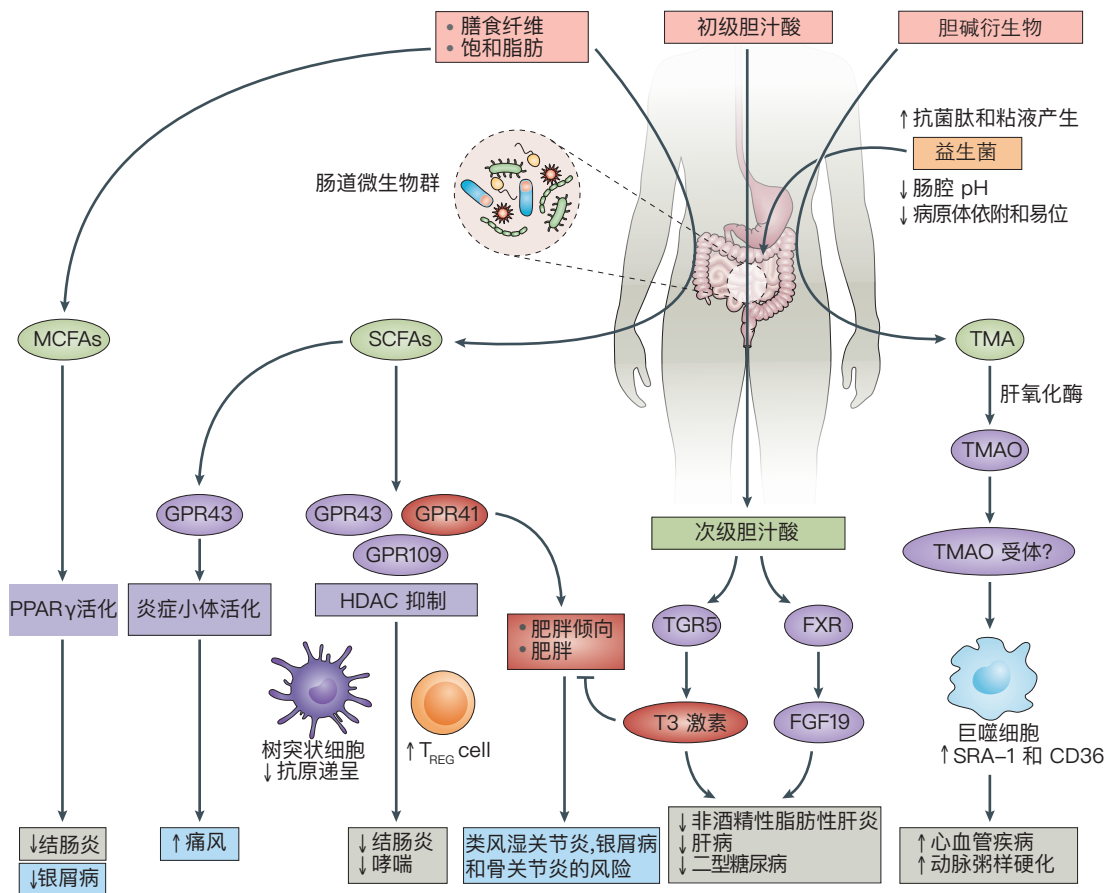 • 膳食纤维
• 饱和脂肪
初级胆汁酸
胆碱衍生物
↑抗菌肽和粘液产生
益生菌
↓肠腔 pH
↓病原体依附和易位
肠道微生物群
MCFAs
SCFAs
TMA
肝氧化酶
TMAO
GPR43
GPR43
GPR41
GPR109
次级胆汁酸
TMAO 受体?
PPARγ活化
炎症小体活化
HDAC 抑制
• 肥胖倾向
• 肥胖
TGR5
FXR
T3 激素
FGF19
树突状细胞
↓抗原递呈
↑TREG cell
巨噬细胞
↑SRA–1 和 CD36
↓结肠炎
↓银屑病
↑痛风
↓结肠炎
↓哮喘
类风湿关节炎,银屑病
和骨关节炎的风险
↓非酒精性脂肪性肝炎
↓肝病
↓二型糖尿病
↑心血管疾病
↑动脉粥样硬化